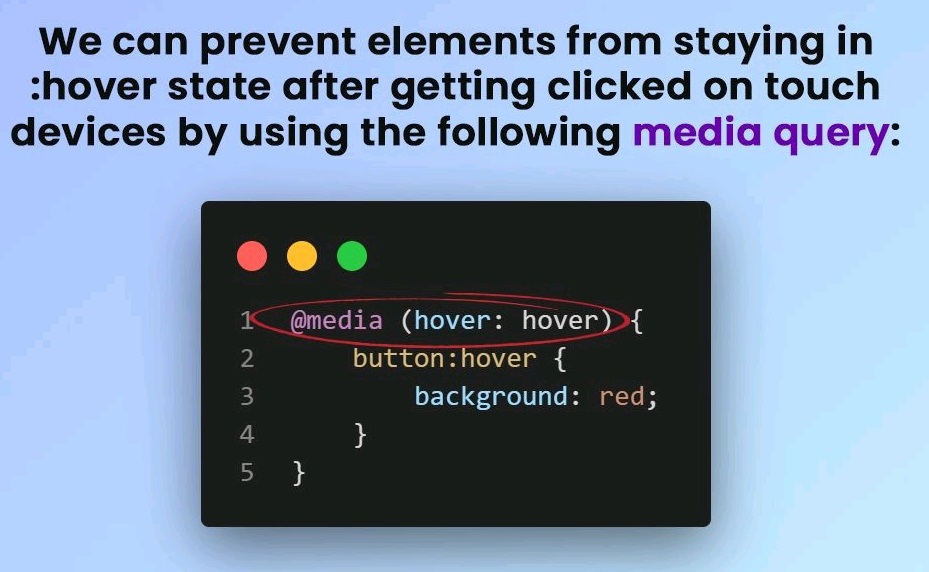 We can prevent elements from staying in
:hover state after getting clicked on touch
devices by using the following media query:
1 @media (hover: hover) {
2 button:hover {
3 background: red;
4 }
5 }